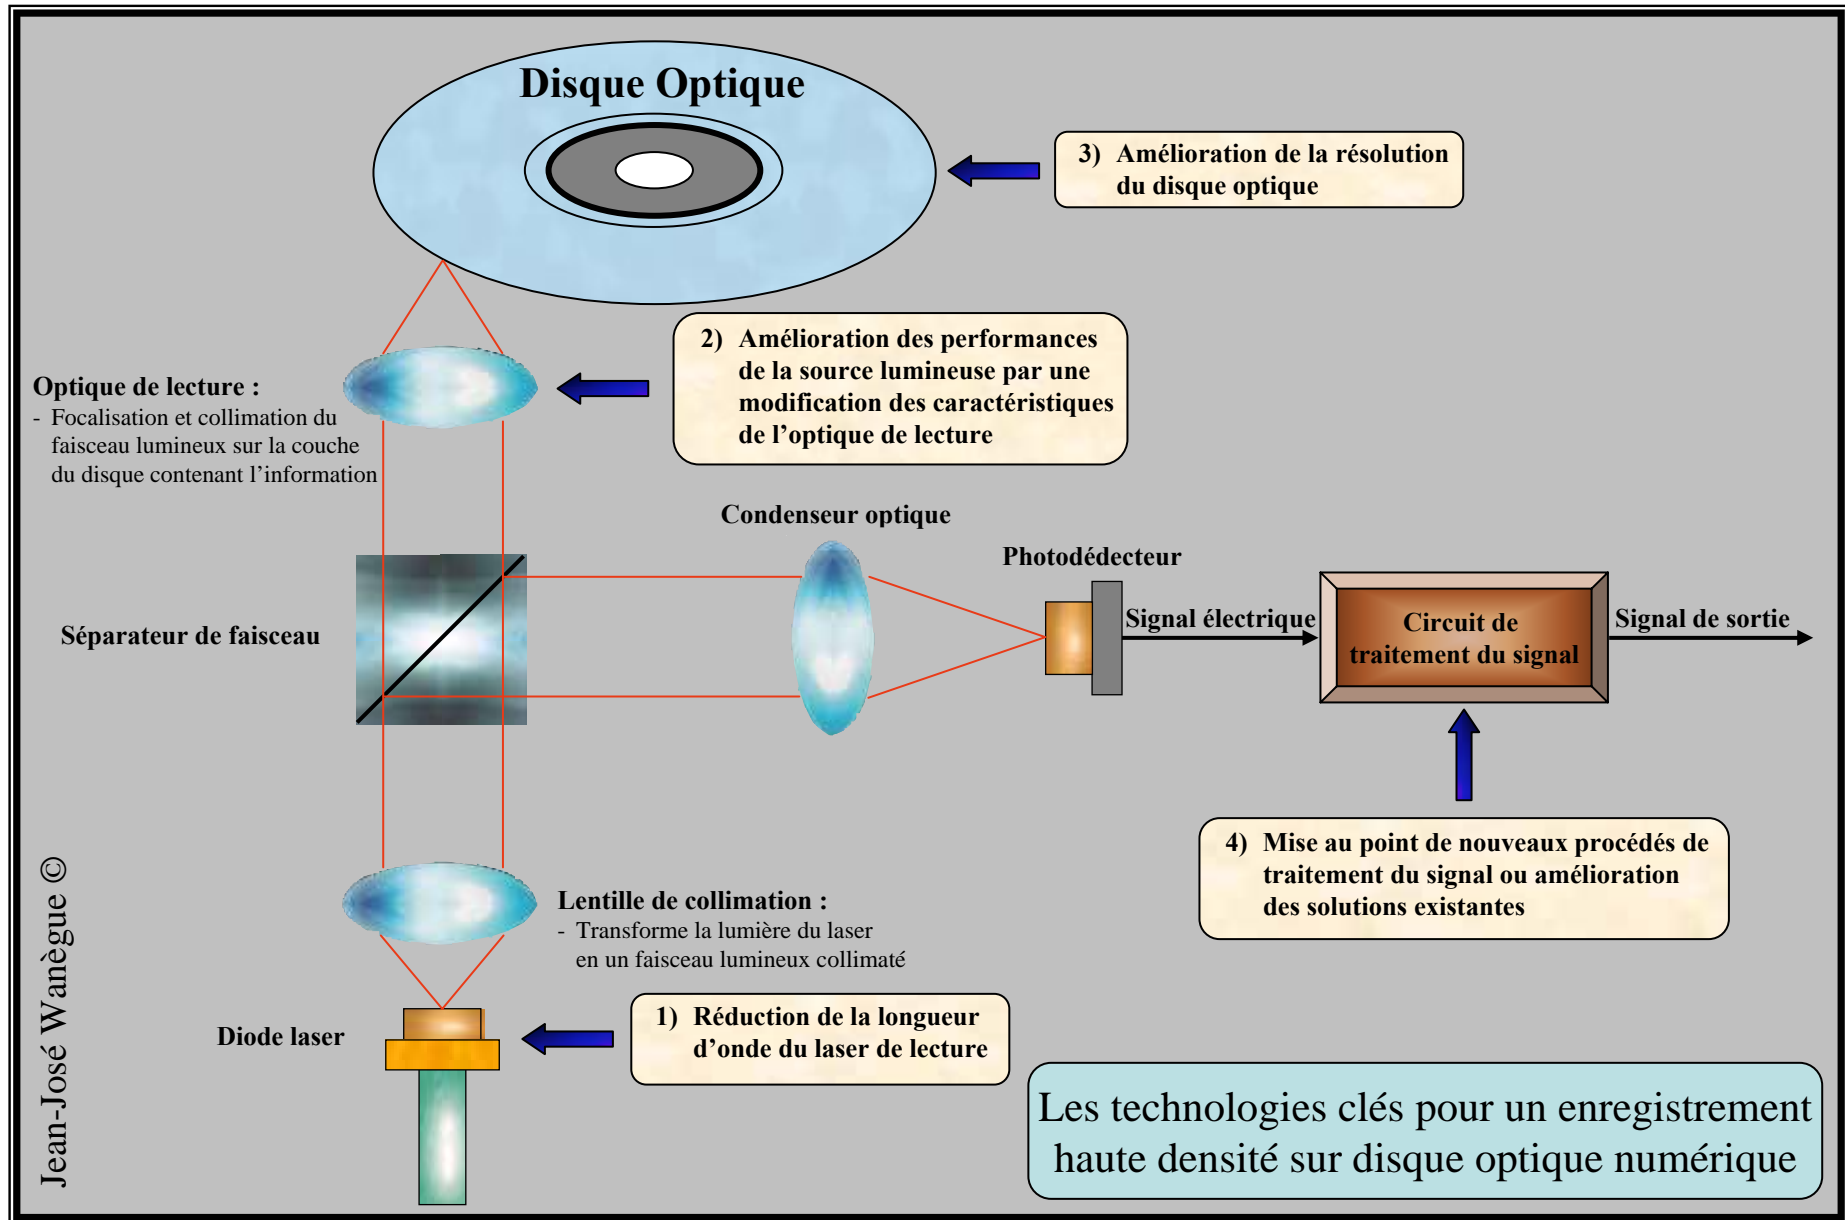 Disque Optique
3) Amélioration de la résolution
du disque optique
2) Amélioration des performances
de la source lumineuse par une
modification des caractéristiques
de l’optique de lecture
Optique de lecture :
- Focalisation et collimation du
faisceau lumineux sur la couche
du disque contenant l’information
Condenseur optique
Photodédecteur
Séparateur de faisceau
Signal électrique
Circuit de
traitement du signal
Signal de sortie
4) Mise au point de nouveaux procédés de
traitement du signal ou amélioration
des solutions existantes
Lentille de collimation :
- Transforme la lumière du laser
en un faisceau lumineux collimaté
Diode laser
1) Réduction de la longueur
d’onde du laser de lecture
Les technologies clés pour un enregistrement
haute densité sur disque optique numérique
Jean-José Wanègue ©